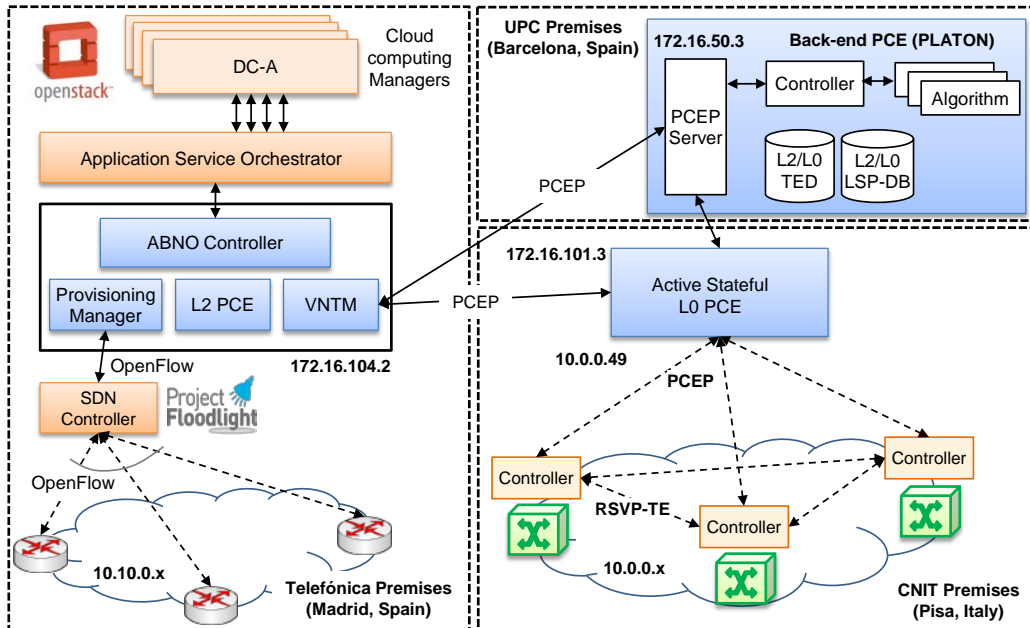 openstack™
DC-A
Cloud
computing
Managers
Application Service Orchestrator
ABNO Controller
Provisioning
Manager
L2 PCE
VNTM
OpenFlow
172.16.104.2
SDN
Controller
Project
Floodlight
OpenFlow
10.10.0.x
Telefónica Premises
(Madrid, Spain)
PCEP
PCEP
UPC Premises
(Barcelona, Spain)
172.16.50.3
Back-end PCE (PLATON)
PCEP
Server
Controller
Algorithm
L2/L0
TED
L2/L0
LSP-DB
172.16.101.3
Active Stateful
L0 PCE
10.0.0.49
PCEP
Controller
Controller
RSVP-TE
Controller
10.0.0.x
CNIT Premises
(Pisa, Italy)